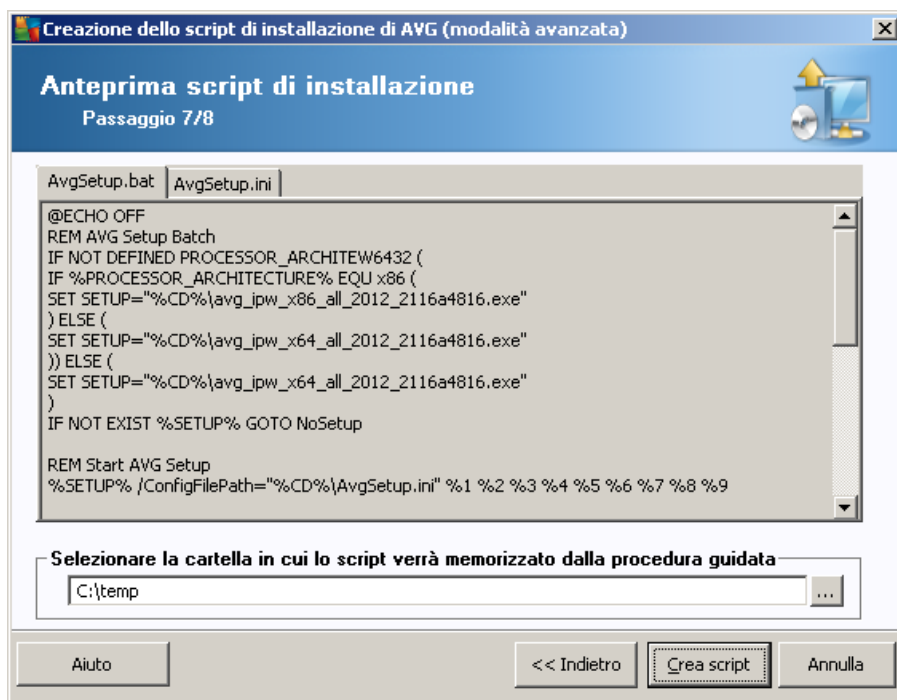 Creazione dello script di installazione di AVG (modalità avanzata)
Anteprima script di installazione
Passaggio 7/8
AvgSetup.bat AvgSetup.ini
@ECHO OFF
REM AVG Setup Batch
IF NOT DEFINED PROCESSOR_ARCHITEW6432 (
IF %PROCESSOR_ARCHITECTURE% EQU x86 (
SET SETUP="%CD%\avg_ipw_x86_all_2012_2116a4816.exe"
) ELSE (
SET SETUP="%CD%\avg_ipw_x64_all_2012_2116a4816.exe"
)) ELSE (
SET SETUP="%CD%\avg_ipw_x64_all_2012_2116a4816.exe"
)
IF NOT EXIST %SETUP% GOTO NoSetup
REM Start AVG Setup
%SETUP% /ConfigFilePath="%CD%\AvgSetup.ini" %1 %2 %3 %4 %5 %6 %7 %8 %9
Selezionare la cartella in cui lo script verrà memorizzato dalla procedura guidata
C:\temp
...
Aiuto << Indietro Crea script Annulla